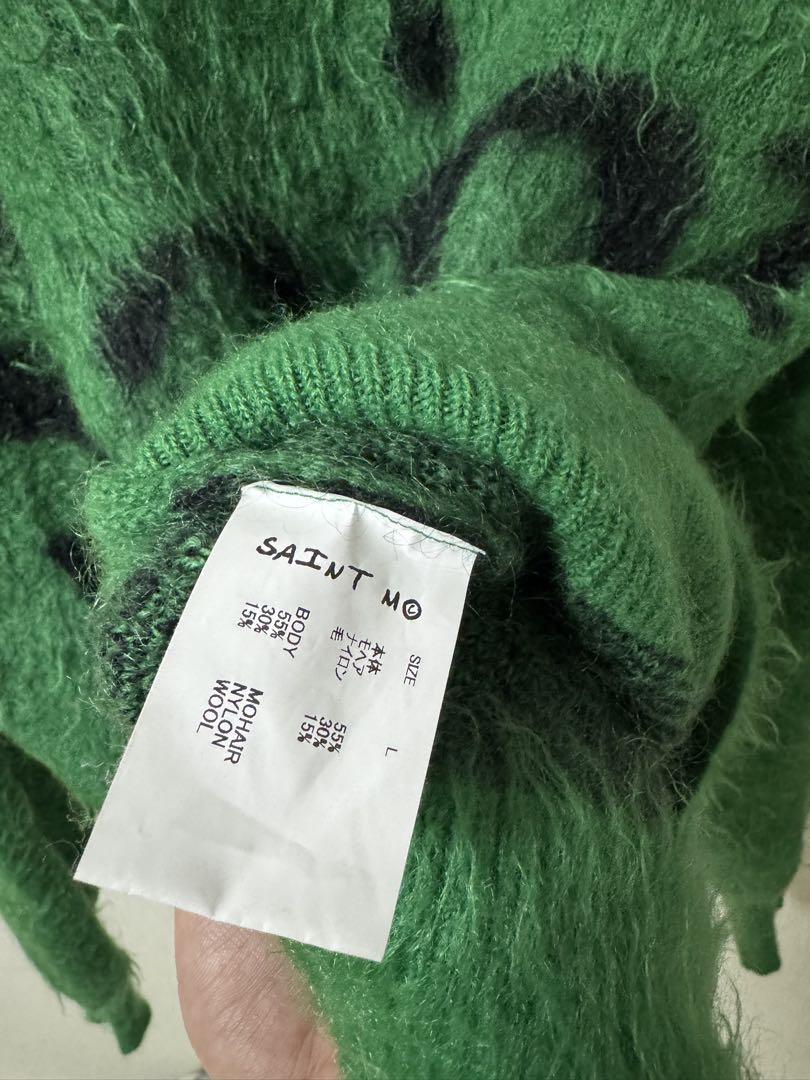 SAINT M☺
SIZE L
本体
モヘア 55%
ナイロン 30%
毛 15%
BODY
55% MOHAIR
30% NYLON
15% WOOL